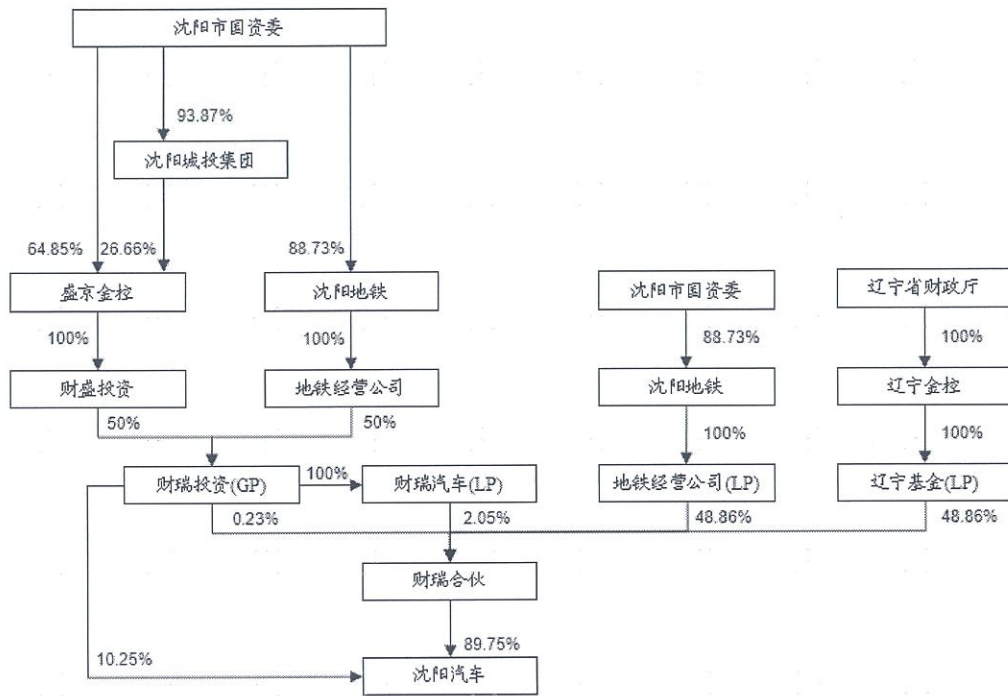 沈阳市国资委
93.87%
沈阳城投集团
64.85% 26.66% 88.73%
盛京金控 沈阳地铁 沈阳市国资委 辽宁省财政厅
100% 100% 88.73% 100%
财盛投资 地铁经营公司 沈阳地铁 辽宁金控
50% 50% 100% 100%
财瑞投资(GP) 100% 财瑞汽车(LP) 地铁经营公司(LP) 辽宁基金(LP)
0.23% 2.05% 48.86% 48.86%
财瑞合伙
89.75%
10.25%
沈阳汽车